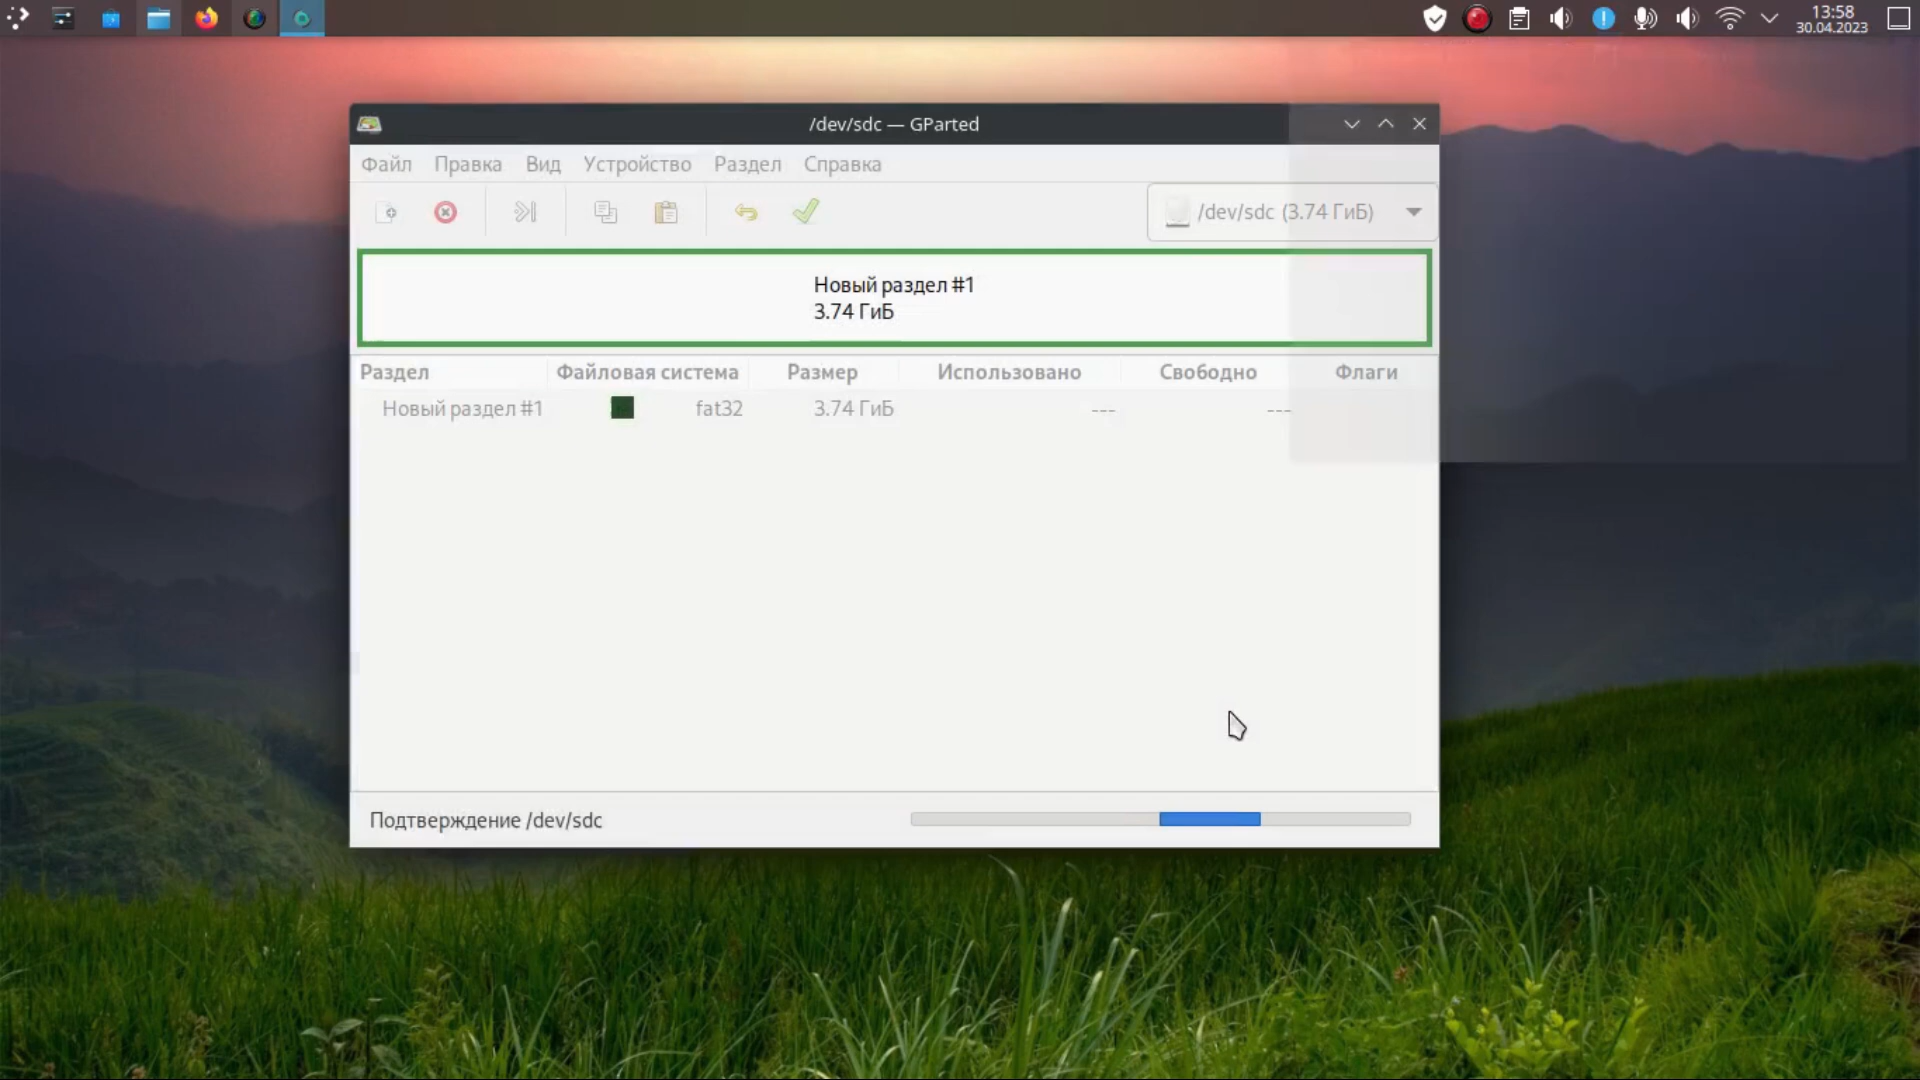 13:58
30.04.2023
/dev/sdc — GParted
Файл Правка Вид Устройство Раздел Справка
/dev/sdc (3.74 ГиБ)
Новый раздел #1
3.74 ГиБ
Раздел Файловая система Размер Использовано Свободно Флаги
Новый раздел #1 fat32 3.74 ГиБ --- ---
Подтверждение /dev/sdc